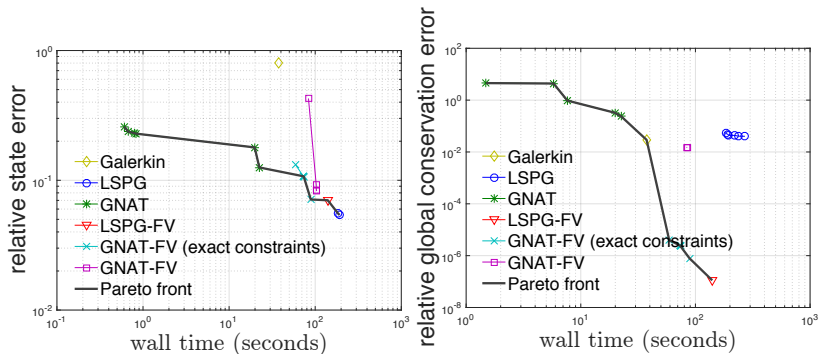 relative state error
10^0
10^-1
10^-2
10^-1
10^0
10^1
10^2
10^3
wall time (seconds)
Galerkin
LSPG
GNAT
LSPG-FV
GNAT-FV (exact constraints)
GNAT-FV
Pareto front
relative global conservation error
10^2
10^0
10^-2
10^-4
10^-6
10^-8
10^0
10^1
10^2
10^3
wall time (seconds)
Galerkin
LSPG
GNAT
LSPG-FV
GNAT-FV (exact constraints)
GNAT-FV
Pareto front